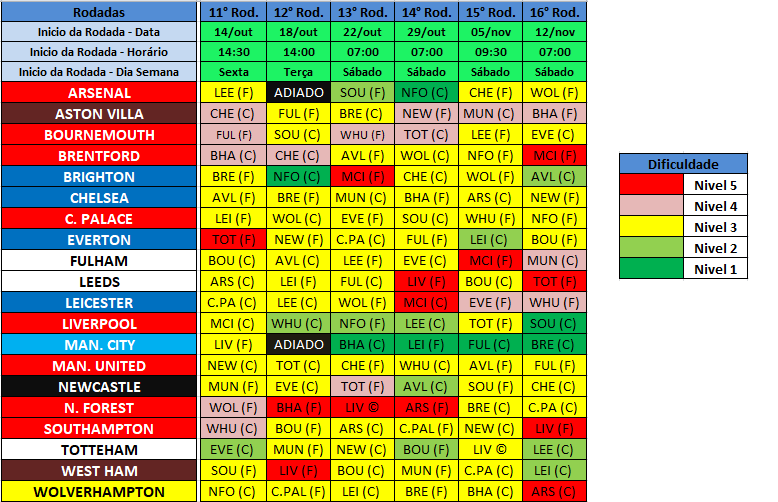 Rodadas 11° Rod. 12° Rod. 13° Rod. 14° Rod. 15° Rod. 16° Rod.
Inicio da Rodada - Data 14/out 18/out 22/out 29/out 05/nov 12/nov
Inicio da Rodada - Horário 14:30 14:00 07:00 07:00 09:30 07:00
Inicio da Rodada - Dia Semana Sexta Terça Sábado Sábado Sábado Sábado
ARSENAL LEE (F) ADIADO SOU (F) NFO (C) CHE (F) WOL (F)
ASTON VILLA CHE (C) FUL (F) BRE (C) NEW (F) MUN (C) BHA (F)
BOURNEMOUTH FUL (F) SOU (C) WHU (F) TOT (C) LEE (F) EVE (C)
BRENTFORD BHA (C) CHE (C) AVL (F) WOL (C) NFO (F) MCI (F)
BRIGHTON BRE (F) NFO (C) MCI (F) CHE (C) WOL (F) AVL (C)
CHELSEA AVL (F) BRE (F) MUN (C) BHA (F) ARS (C) NEW (F)
C. PALACE LEI (F) WOL (C) EVE (F) SOU (C) WHU (F) NFO (F)
EVERTON TOT (F) NEW (F) C.PA (C) FUL (F) LEI (C) BOU (F)
FULHAM BOU (C) AVL (C) LEE (F) EVE (C) MCI (F) MUN (C)
LEEDS ARS (C) LEI (F) FUL (C) LIV (F) BOU (C) TOT (F)
LEICESTER C.PA (C) LEE (C) WOL (F) MCI (C) EVE (F) WHU (F)
LIVERPOOL MCI (C) WHU (C) NFO (F) LEE (C) TOT (F) SOU (C)
MAN. CITY LIV (F) ADIADO BHA (C) LEI (F) FUL (C) BRE (C)
MAN. UNITED NEW (C) TOT (C) CHE (F) WHU (C) AVL (F) FUL (F)
NEWCASTLE MUN (F) EVE (C) TOT (F) AVL (C) SOU (F) CHE (C)
N. FOREST WOL (F) BHA (F) LIV © ARS (F) BRE (C) C.PA (C)
SOUTHAMPTON WHU (C) BOU (F) ARS (C) C.PAL (F) NEW (C) LIV (F)
TOTTEHAM EVE (C) MUN (F) NEW (C) BOU (F) LIV © LEE (C)
WEST HAM SOU (F) LIV (F) BOU (C) MUN (F) C.PA (C) LEI (C)
WOLVERHAMPTON NFO (C) C.PAL (F) LEI (C) BRE (F) BHA (C) ARS (C)
Dificuldade
Nivel 5
Nivel 4
Nivel 3
Nivel 2
Nivel 1